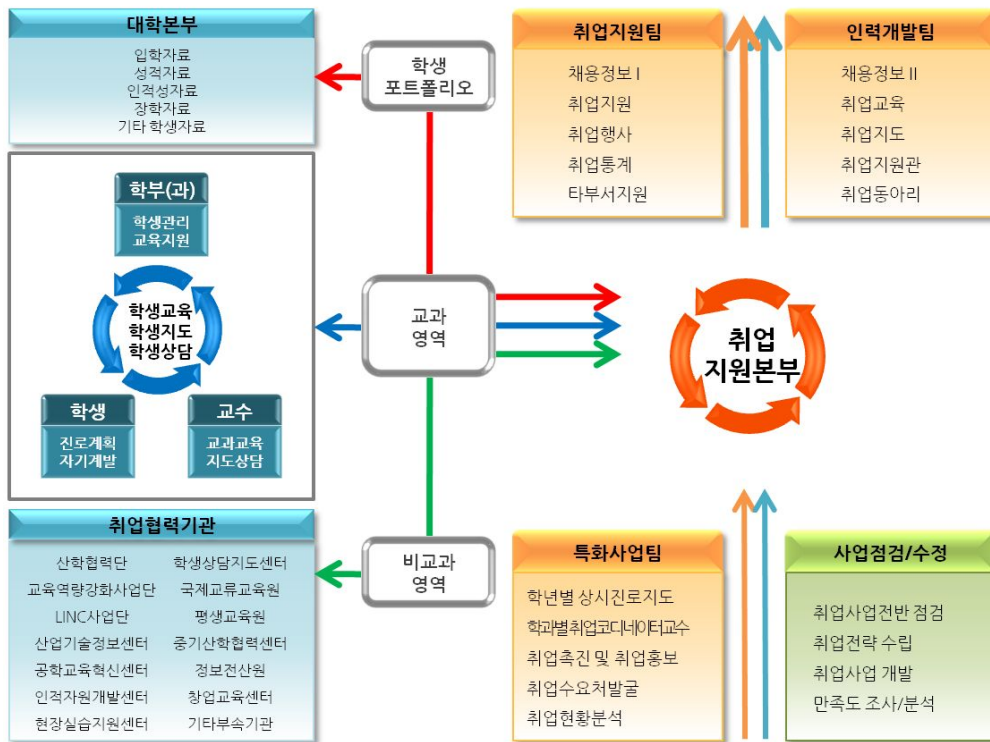 대학본부
입학자료
성적자료
인적성자료
장학자료
기타 학생자료
학생
포트폴리오
취업지원팀
채용정보 I
취업지원
취업행사
취업통계
타부서지원
인력개발팀
채용정보 II
취업교육
취업지도
취업지원관
취업동아리
학부(과)
학생관리
교육지원
학생교육
학생지도
학생상담
학생
진로계획
자기계발
교수
교과교육
지도상담
교과
영역
취업
지원본부
취업협력기관
산학협력단 학생상담지도센터
교육역량강화사업단 국제교류교육원
LINC사업단 평생교육원
산업기술정보센터 중기산학협력센터
공학교육혁신센터 정보전산원
인적자원개발센터 창업교육센터
현장실습지원센터 기타부속기관
비교과
영역
특화사업팀
학년별 상시진로지도
학과별취업코디네이터교수
취업촉진 및 취업홍보
취업수요처발굴
취업현황분석
사업점검/수정
취업사업전반 점검
취업전략 수립
취업사업 개발
만족도 조사/분석